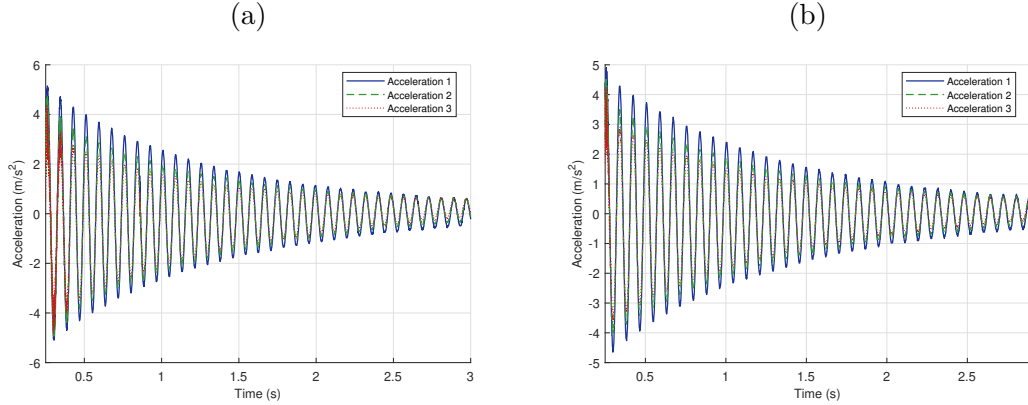 (a)
6
4
2
0
-2
-4
-6
0.5
1
1.5
2
2.5
3
Acceleration (m/s²)
Time (s)
Acceleration 1
Acceleration 2
Acceleration 3
(b)
5
4
3
2
1
0
-1
-2
-3
-4
-5
0.5
1
1.5
2
2.5
Acceleration (m/s²)
Time (s)
Acceleration 1
Acceleration 2
Acceleration 3